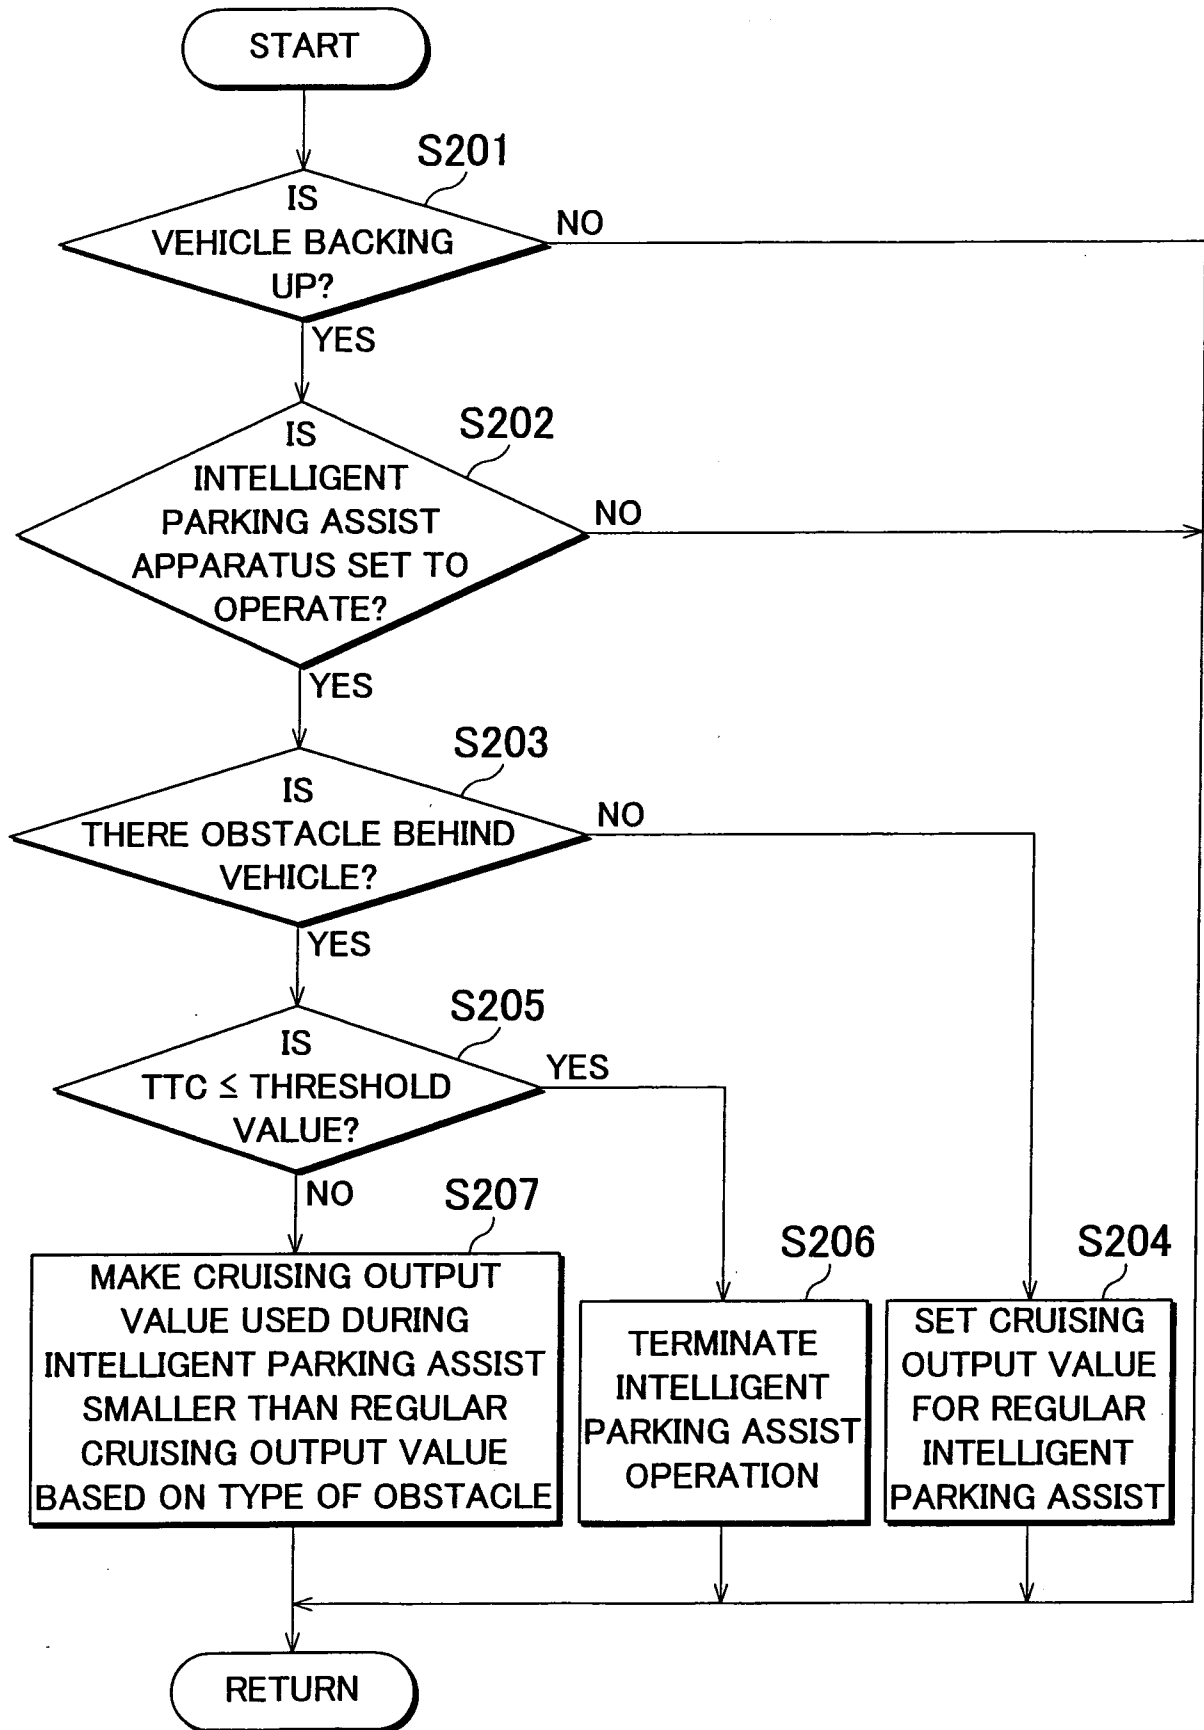 START
S201
IS
VEHICLE BACKING
UP?
NO
YES
S202
IS
INTELLIGENT
PARKING ASSIST
APPARATUS SET TO
OPERATE?
NO
YES
S203
IS
THERE OBSTACLE BEHIND
VEHICLE?
NO
YES
S205
IS
TTC ≤ THRESHOLD
VALUE?
YES
NO
S207
MAKE CRUISING OUTPUT
VALUE USED DURING
INTELLIGENT PARKING ASSIST
SMALLER THAN REGULAR
CRUISING OUTPUT VALUE
BASED ON TYPE OF OBSTACLE
S206
TERMINATE
INTELLIGENT
PARKING ASSIST
OPERATION
S204
SET CRUISING
OUTPUT VALUE
FOR REGULAR
INTELLIGENT
PARKING ASSIST
RETURN